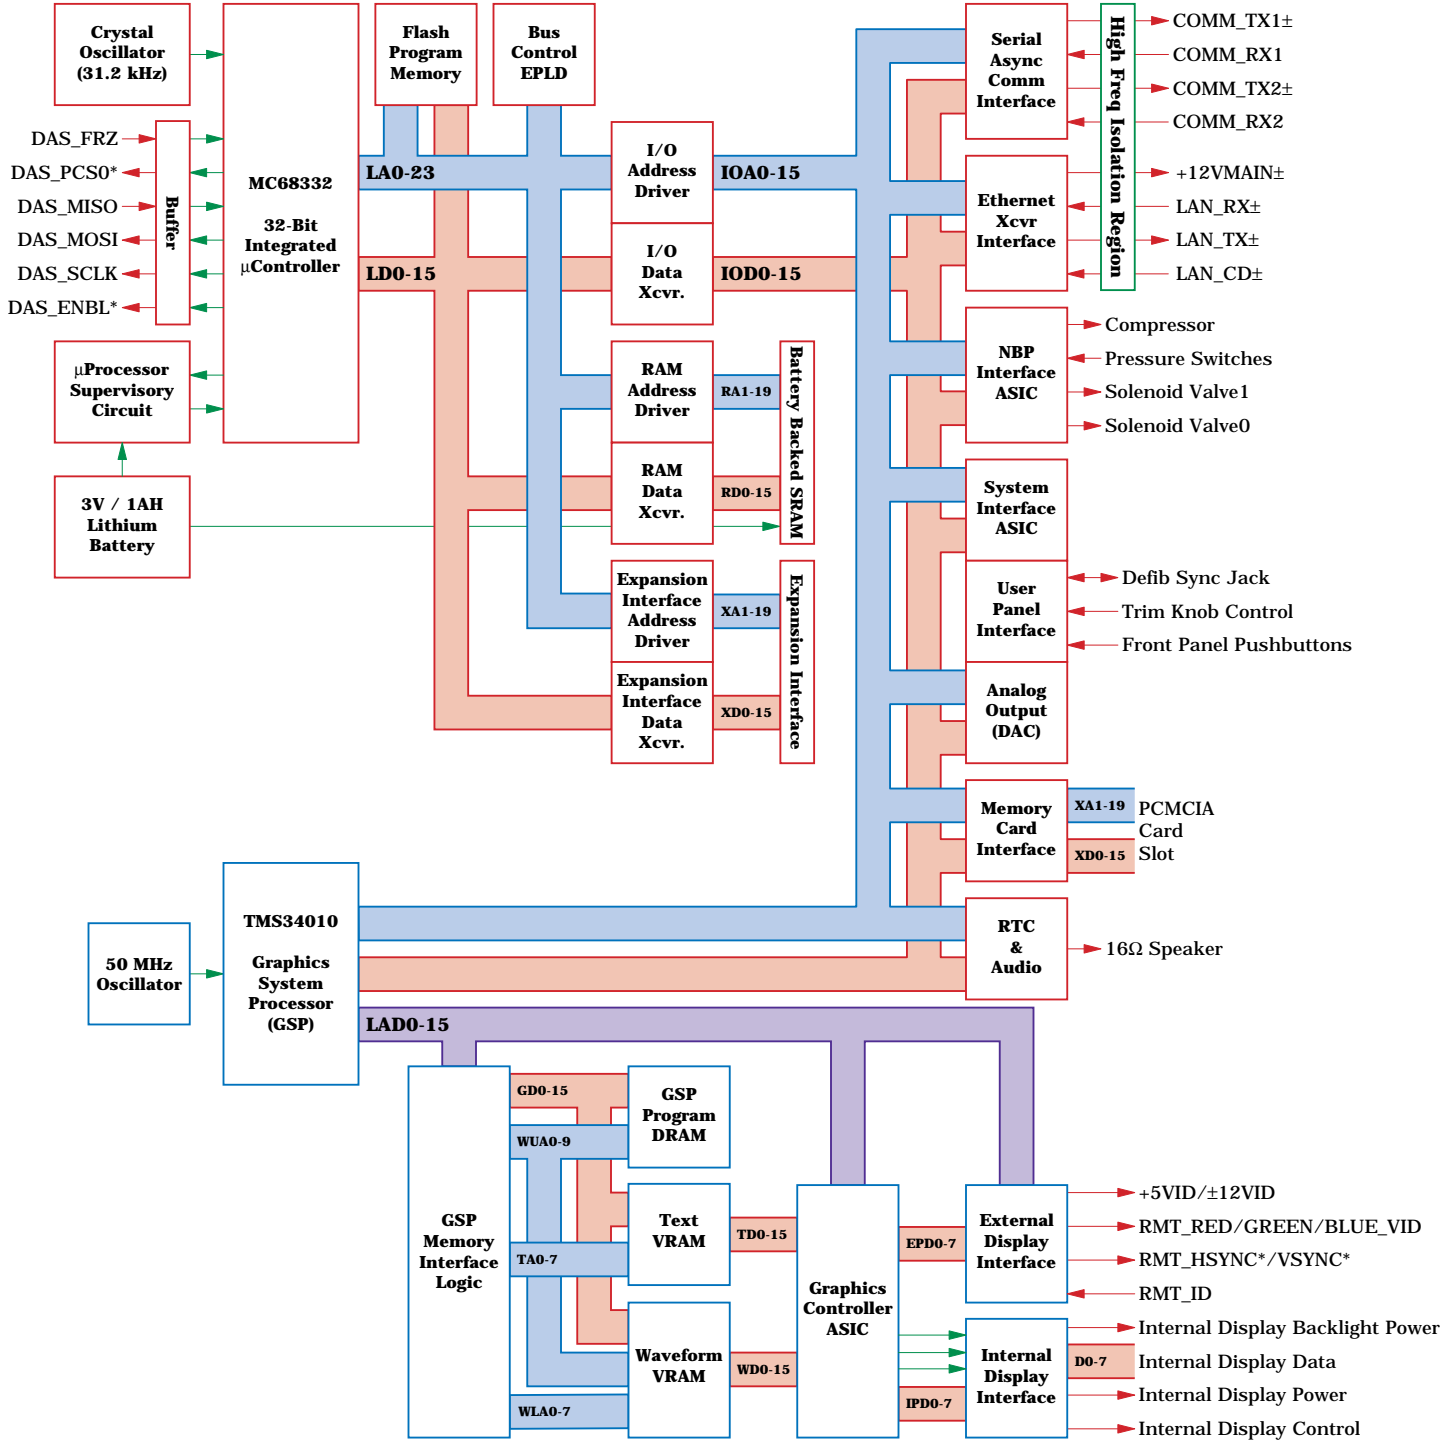 Crystal
Oscillator
(31.2 kHz)
Flash
Program
Memory
Bus
Control
EPLD
Serial
Async
Comm
Interface
High Freq Isolation Region
COMM_TX1±
COMM_RX1
COMM_TX2±
COMM_RX2
DAS_FRZ
DAS_PCS0*
DAS_MISO
DAS_MOSI
DAS_SCLK
DAS_ENBL*
Buffer
MC68332
32-Bit
Integrated
µController
LA0-23
LD0-15
I/O
Address
Driver
IOA0-15
I/O
Data
Xcvr.
IOD0-15
Ethernet
Xcvr
Interface
+12VMAIN±
LAN_RX±
LAN_TX±
LAN_CD±
µProcessor
Supervisory
Circuit
3V / 1AH
Lithium
Battery
RAM
Address
Driver
RA1-19
RAM
Data
Xcvr.
RD0-15
Battery Backed SRAM
NBP
Interface
ASIC
Compressor
Pressure Switches
Solenoid Valve1
Solenoid Valve0
System
Interface
ASIC
Expansion
Interface
Address
Driver
XA1-19
Expansion
Interface
Data
Xcvr.
XD0-15
Expansion Interface
User
Panel
Interface
Defib Sync Jack
Trim Knob Control
Front Panel Pushbuttons
Analog
Output
(DAC)
Memory
Card
Interface
XA1-19
XD0-15
PCMCIA
Card
Slot
50 MHz
Oscillator
TMS34010
Graphics
System
Processor
(GSP)
RTC
&
Audio
16Ω Speaker
LAD0-15
GSP
Memory
Interface
Logic
GD0-15
WUA0-9
TA0-7
WLA0-7
GSP
Program
DRAM
Text
VRAM
TD0-15
Waveform
VRAM
WD0-15
Graphics
Controller
ASIC
EPD0-7
IPD0-7
External
Display
Interface
+5VID/±12VID
RMT_RED/GREEN/BLUE_VID
RMT_HSYNC*/VSYNC*
RMT_ID
Internal
Display
Interface
Internal Display Backlight Power
D0-7
Internal Display Data
Internal Display Power
Internal Display Control